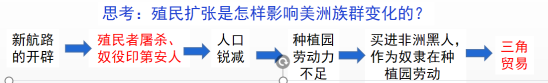 思考：殖民扩张是怎样影响美洲族群变化的？
新航路的开辟
殖民者屠杀、奴役印第安人
人口锐减
种植园劳动力不足
买进非洲黑人，作为奴隶在种植园劳动
三角贸易